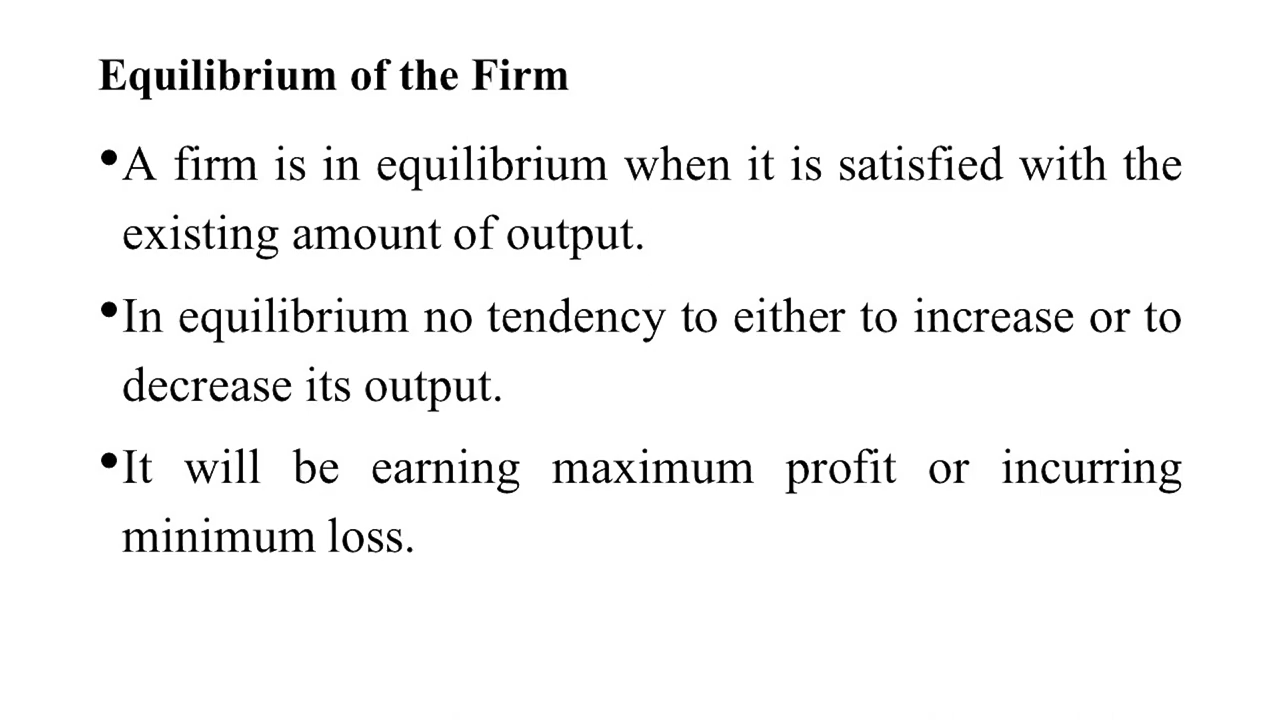 Equilibrium of the Firm
•A firm is in equilibrium when it is satisfied with the
existing amount of output.
•In equilibrium no tendency to either to increase or to
decrease its output.
•It will be earning maximum profit or incurring
minimum loss.